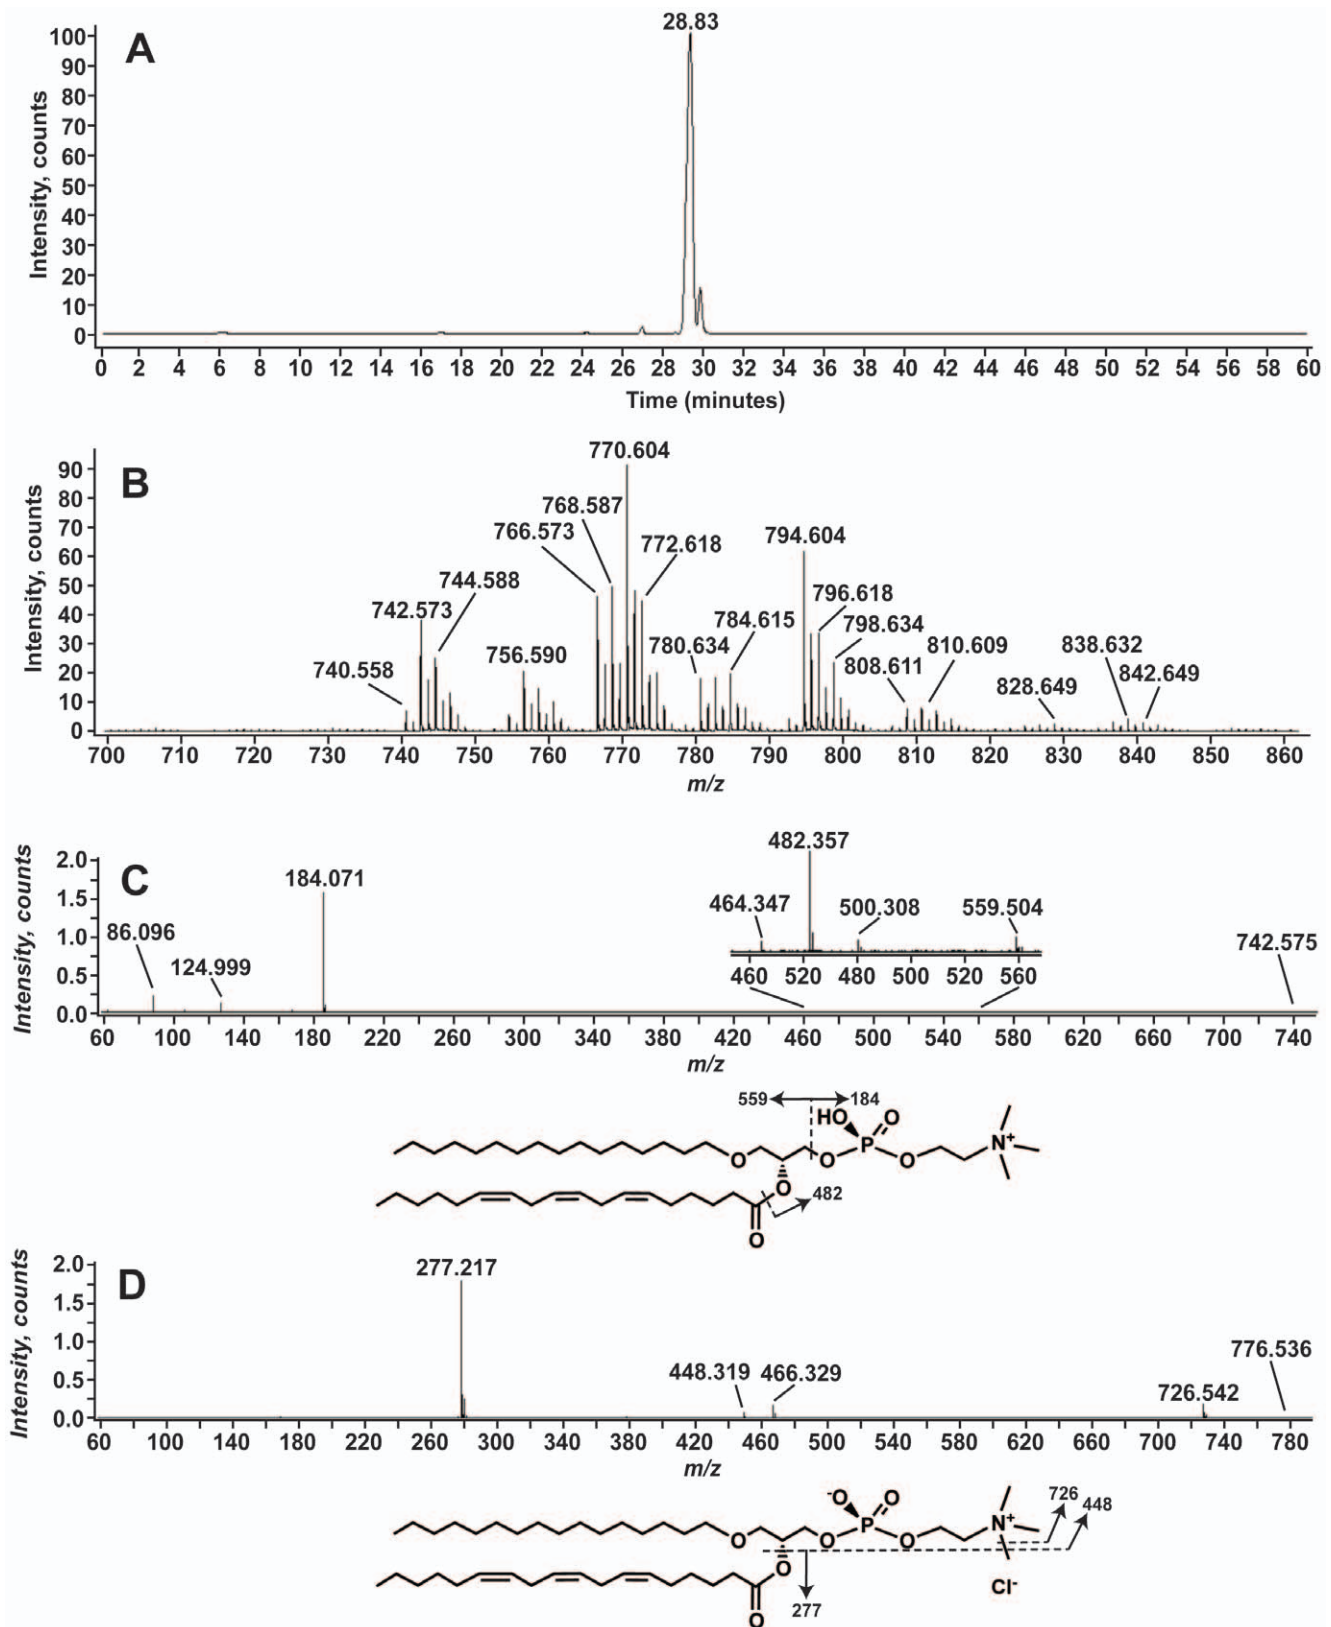 A
28.83
Intensity, counts
100
90
80
70
60
50
40
30
20
10
0
0 2 4 6 8 10 12 14 16 18 20 22 24 26 28 30 32 34 36 38 40 42 44 46 48 50 52 54 56 58 60
Time (minutes)
B
770.604
768.587
766.573
772.618
794.604
744.588
742.573
796.618
784.615
798.634
780.634
756.590
740.558
808.611
810.609
838.632
842.649
828.649
Intensity, counts
90
80
70
60
50
40
30
20
10
0
700 710 720 730 740 750 760 770 780 790 800 810 820 830 840 850 860
m/z
C
Intensity, counts
2.0
1.5
1.0
0.5
0.0
184.071
86.096
124.999
482.357
464.347
500.308
559.504
742.575
460 520 480 500 520 560
60 100 140 180 220 260 300 340 380 420 460 500 540 580 620 660 700 740
m/z
559 184
HO O
P N+
O O O
O
482
O
D
Intensity, counts
2.0
1.5
1.0
0.5
0.0
277.217
448.319
466.329
726.542
776.536
60 100 140 180 220 260 300 340 380 420 460 500 540 580 620 660 700 740 780
m/z
-O O
726
448
P N+
O O O
O
Cl-
277
O